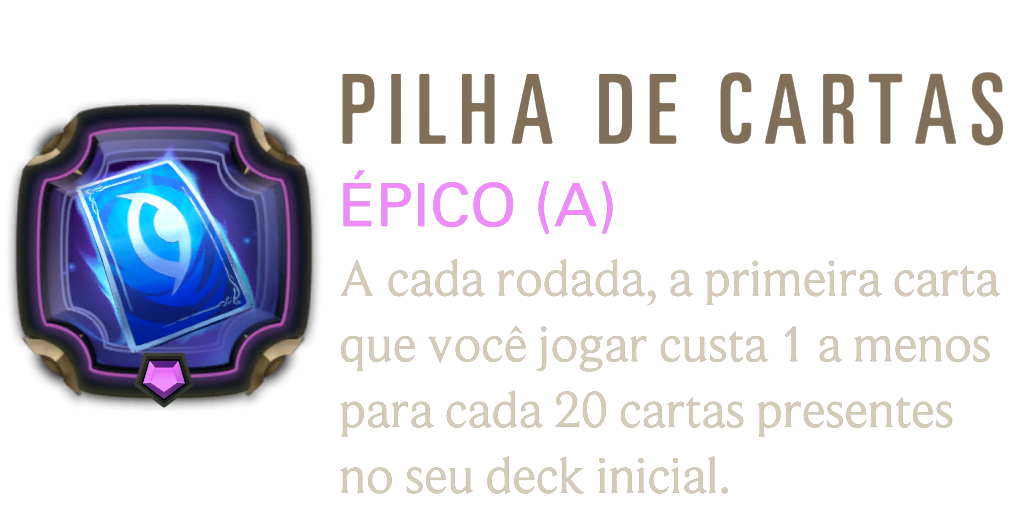 PILHA DE CARTAS
ÉPICO (A)
A cada rodada, a primeira carta
que você jogar custa 1 a menos
para cada 20 cartas presentes
no seu deck inicial.